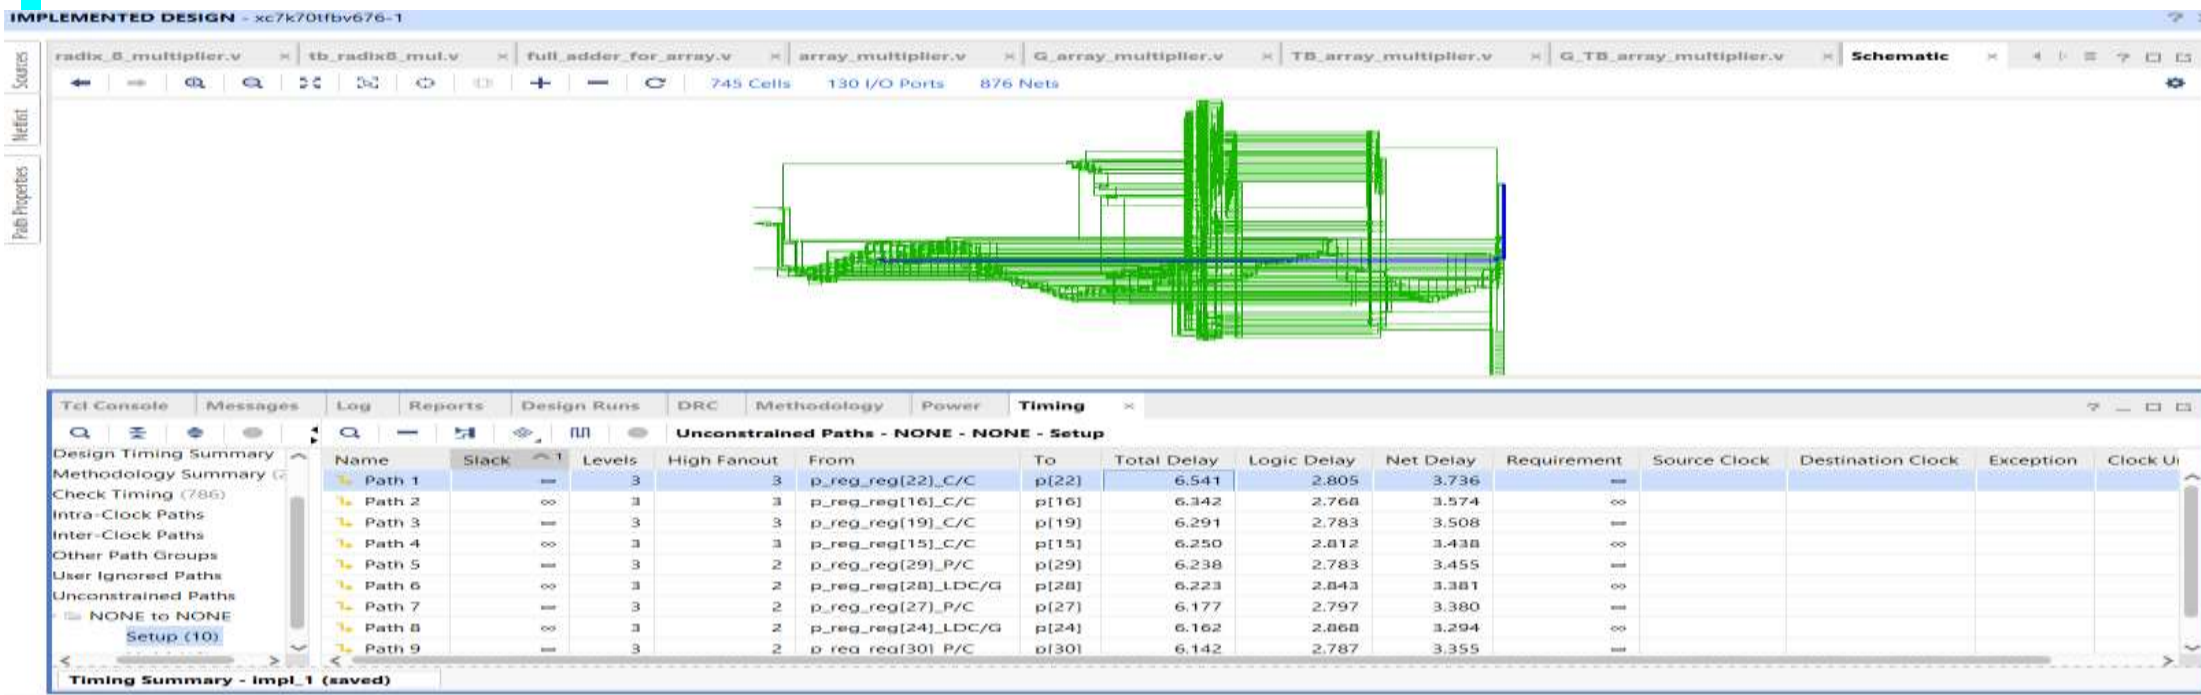 IMPLEMENTED DESIGN - xc7k70tfbv676-1
radix_8_multiplier.v tb_radix8_mul.v full_adder_for_array.v array_multiplier.v G_array_multiplier.v TB_array_multiplier.v G_TB_array_multiplier.v Schematic
745 Cells 130 I/O Ports 876 Nets
Sources
Netlist
Path Properties
Tcl Console Messages Log Reports Design Runs DRC Methodology Power Timing
Unconstrained Paths - NONE - NONE - Setup
Design Timing Summary
Methodology Summary
Check Timing (786)
Intra-Clock Paths
Inter-Clock Paths
Other Path Groups
User Ignored Paths
Unconstrained Paths
NONE to NONE
Setup (10)
Name Slack 1 Levels High Fanout From To Total Delay Logic Delay Net Delay Requirement Source Clock Destination Clock Exception Clock
Path 1 ∞ 3 3 p_reg_reg[22]_C/C p[22] 6.541 2.805 3.736 ∞
Path 2 ∞ 3 3 p_reg_reg[16]_C/C p[16] 6.342 2.768 3.574 ∞
Path 3 ∞ 3 3 p_reg_reg[19]_C/C p[19] 6.291 2.783 3.508 ∞
Path 4 ∞ 3 3 p_reg_reg[15]_C/C p[15] 6.250 2.812 3.438 ∞
Path 5 ∞ 3 2 p_reg_reg[29]_P/C p[29] 6.238 2.783 3.455 ∞
Path 6 ∞ 3 2 p_reg_reg[28]_LDC/G p[28] 6.223 2.843 3.381 ∞
Path 7 ∞ 3 2 p_reg_reg[27]_P/C p[27] 6.177 2.797 3.380 ∞
Path 8 ∞ 3 2 p_reg_reg[24]_LDC/G p[24] 6.162 2.868 3.294 ∞
Path 9 ∞ 3 2 p_reg_reg[30]_P/C p[30] 6.142 2.787 3.355 ∞
Timing Summary - impl_1 (saved)